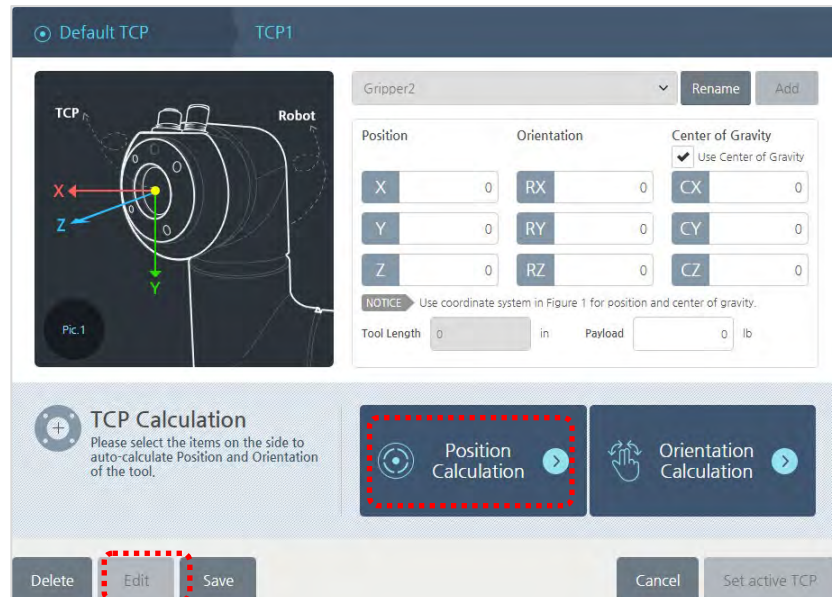 Default TCP TCP1
Gripper2 Rename Add
TCP Robot
X
Z
Y
Pic.1
Position Orientation Center of Gravity
Use Center of Gravity
X 0 RX 0 CX 0
Y 0 RY 0 CY 0
Z 0 RZ 0 CZ 0
NOTICE Use coordinate system in Figure 1 for position and center of gravity.
Tool Length 0 in Payload 0 lb
TCP Calculation
Please select the items on the side to
auto-calculate Position and Orientation
of the tool.
Position
Calculation
Orientation
Calculation
Delete Edit Save Cancel Set active TCP